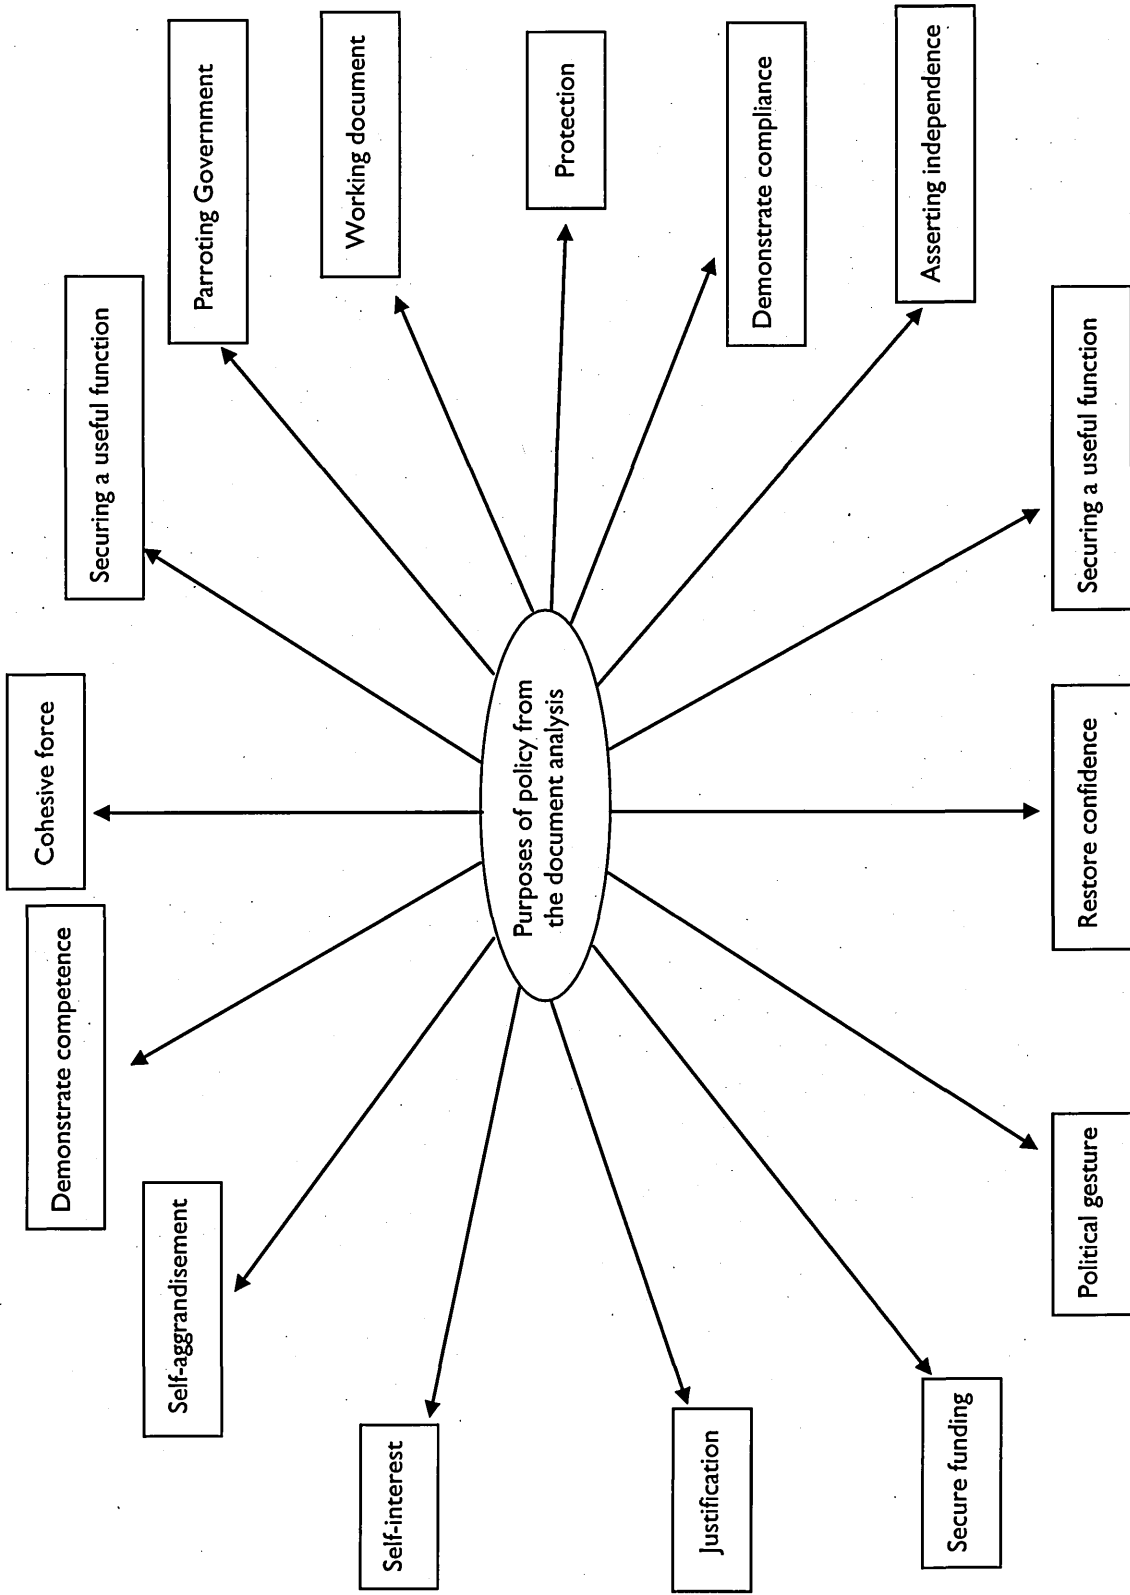 Demonstrate competence
Cohesive force
Securing a useful function
Self-aggrandisement
Parroting Government
Self-interest
Working document
Purposes of policy from
the document analysis
Protection
Justification
Demonstrate compliance
Secure funding
Asserting independence
Political gesture
Restore confidence
Securing a useful function